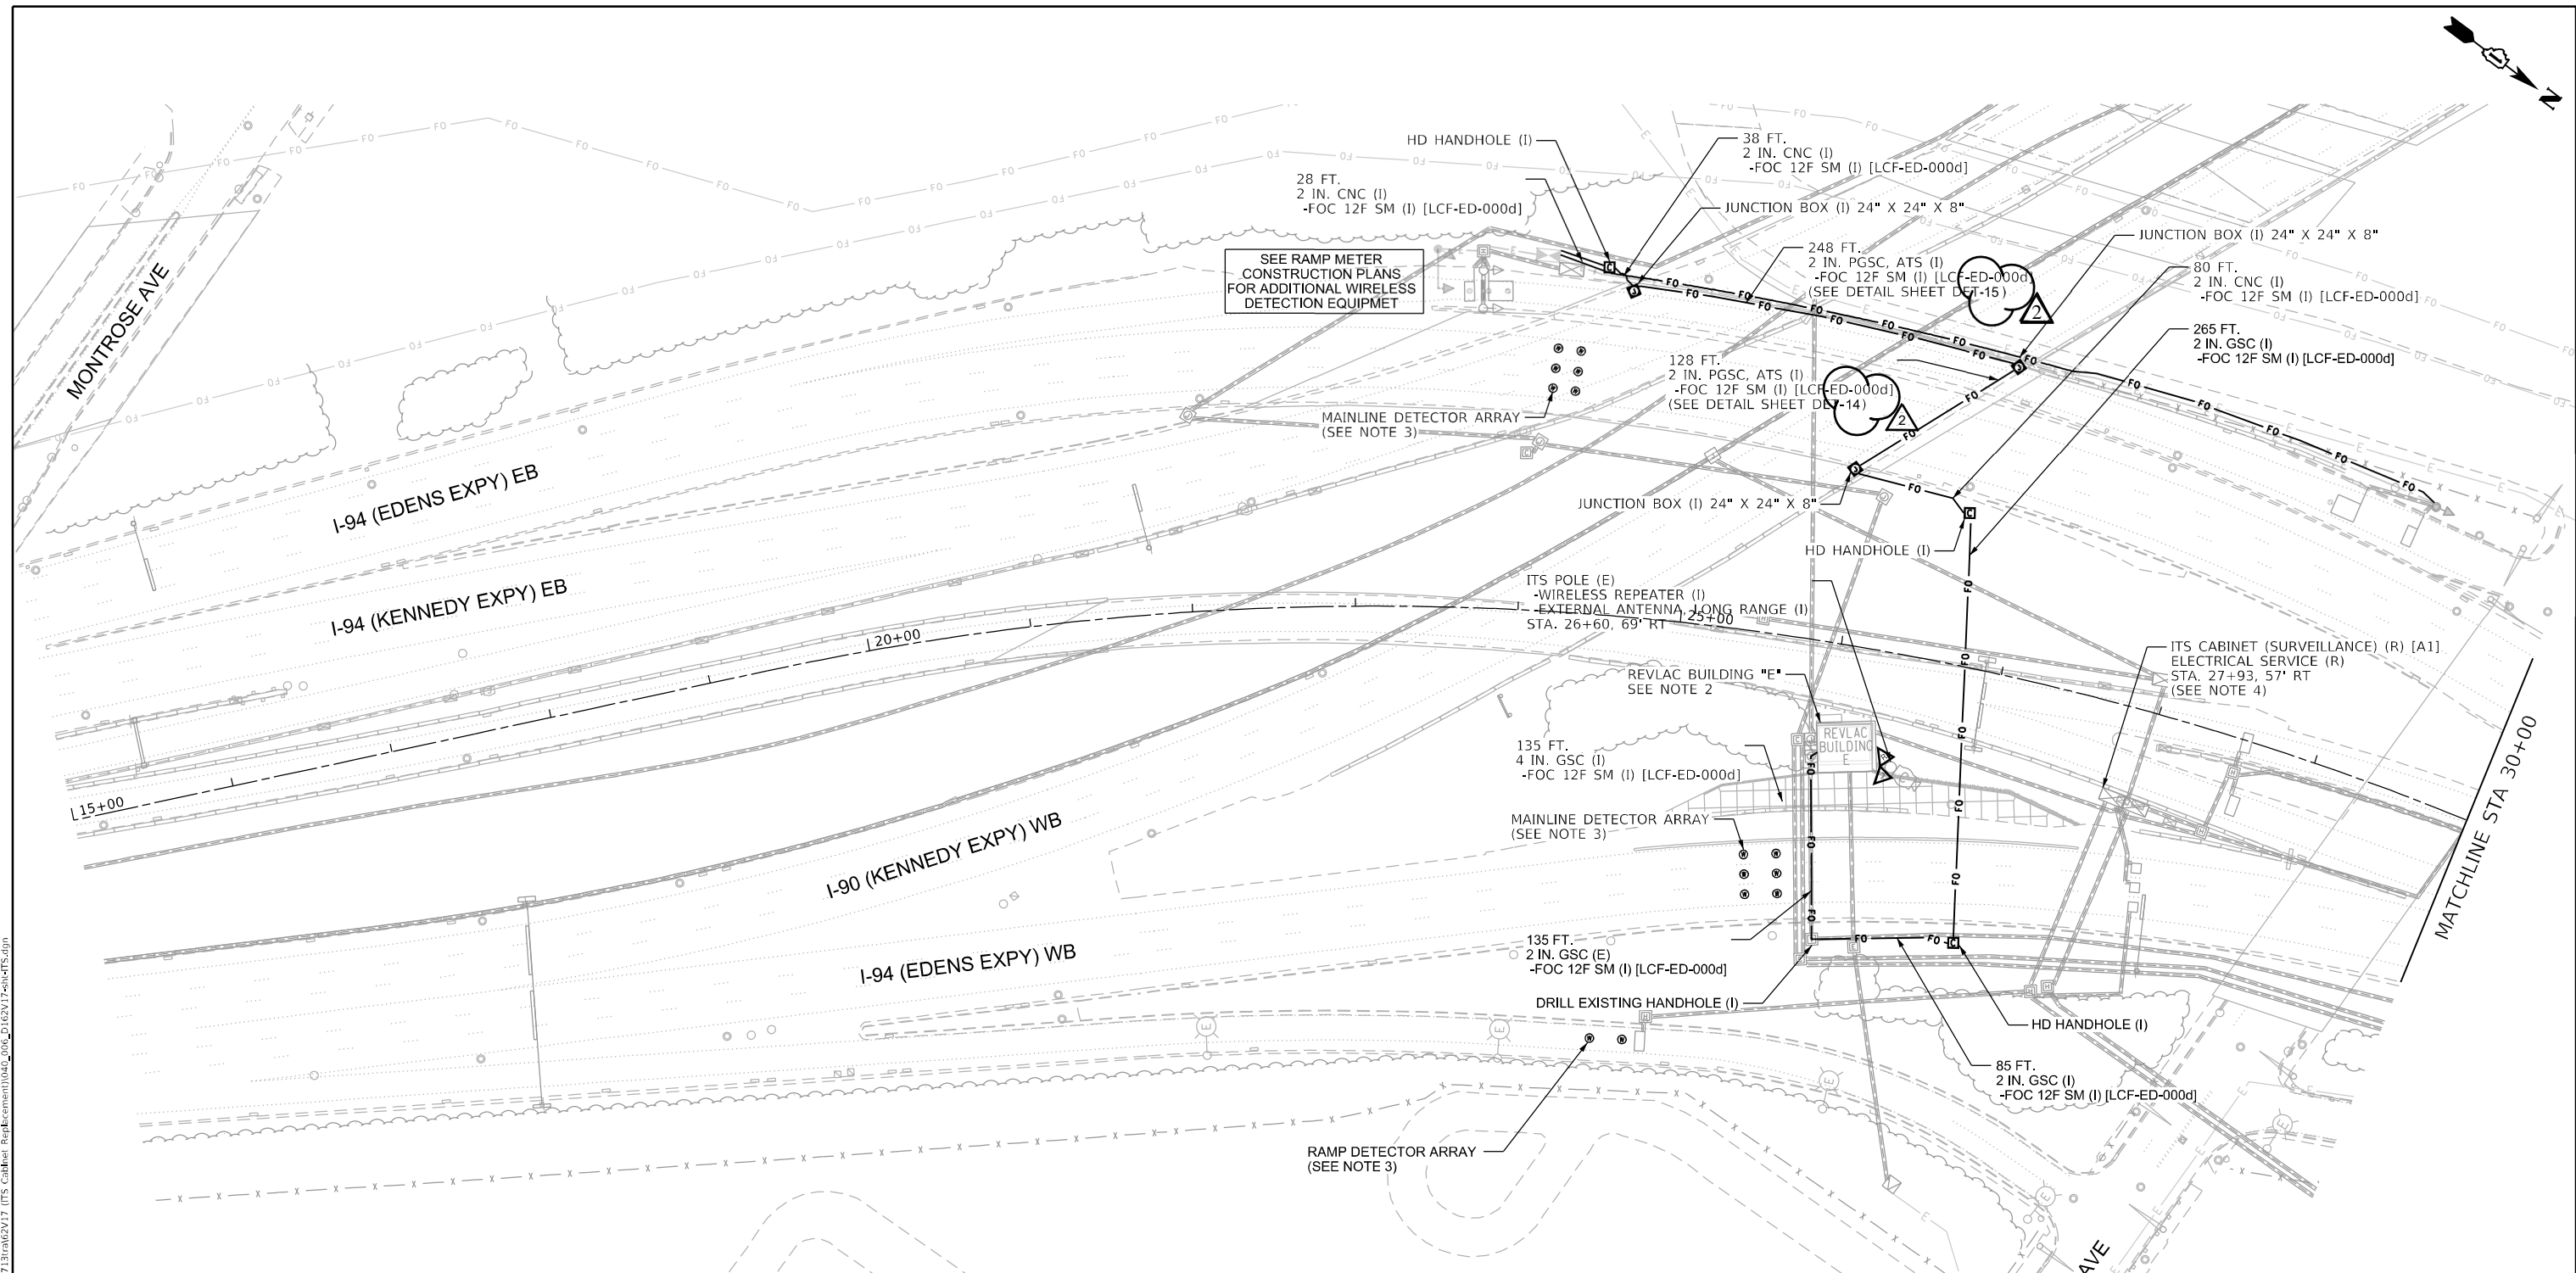 N
HD HANDHOLE (I)
38 FT.
2 IN. CNC (I)
-FOC 12F SM (I) [LCF-ED-000d]
28 FT.
2 IN. CNC (I)
-FOC 12F SM (I) [LCF-ED-000d]
JUNCTION BOX (I) 24" X 24" X 8"
JUNCTION BOX (I) 24" X 24" X 8"
SEE RAMP METER
CONSTRUCTION PLANS
FOR ADDITIONAL WIRELESS
DETECTION EQUIPMET
248 FT.
2 IN. PGSC, ATS (I)
-FOC 12F SM (I) [LCF-ED-000d]
(SEE DETAIL SHEET DET-15)
2
80 FT.
2 IN. CNC (I)
-FOC 12F SM (I) [LCF-ED-000d]
265 FT.
2 IN. GSC (I)
-FOC 12F SM (I) [LCF-ED-000d]
MONTROSE AVE
128 FT.
2 IN. PGSC, ATS (I)
-FOC 12F SM (I) [LCF-ED-000d]
(SEE DETAIL SHEET DET-14)
2
MAINLINE DETECTOR ARRAY
(SEE NOTE 3)
I-94 (EDENS EXPY) EB
JUNCTION BOX (I) 24" X 24" X 8"
HD HANDHOLE (I)
I-94 (KENNEDY EXPY) EB
ITS POLE (E)
-WIRELESS REPEATER (I)
-EXTERNAL ANTENNA, LONG RANGE (I)
STA. 26+60, 69' RT
15+00
20+00
25+00
ITS CABINET (SURVEILLANCE) (R) [A1]
ELECTRICAL SERVICE (R)
STA. 27+93, 57' RT
(SEE NOTE 4)
REVLAC BUILDING "E"
SEE NOTE 2
REVLAC
BUILDING
E
135 FT.
4 IN. GSC (I)
-FOC 12F SM (I) [LCF-ED-000d]
MAINLINE DETECTOR ARRAY
(SEE NOTE 3)
MATCHLINE STA 30+00
I-90 (KENNEDY EXPY) WB
I-94 (EDENS EXPY) WB
135 FT.
2 IN. GSC (E)
-FOC 12F SM (I) [LCF-ED-000d]
DRILL EXISTING HANDHOLE (I)
HD HANDHOLE (I)
85 FT.
2 IN. GSC (I)
-FOC 12F SM (I) [LCF-ED-000d]
RAMP DETECTOR ARRAY
(SEE NOTE 3)
AVE